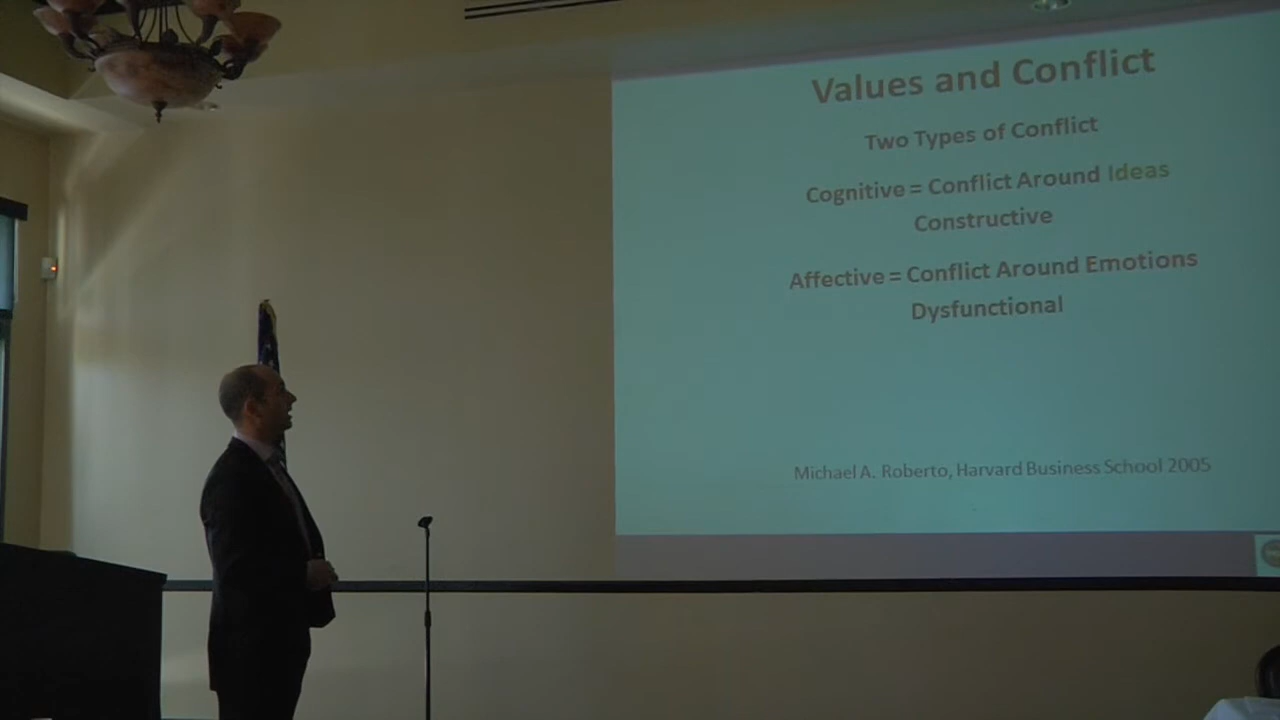 Values and Conflict
Two Types of Conflict
Cognitive = Conflict Around Ideas
Constructive
Affective = Conflict Around Emotions
Dysfunctional
Michael A. Roberto, Harvard Business School 2005